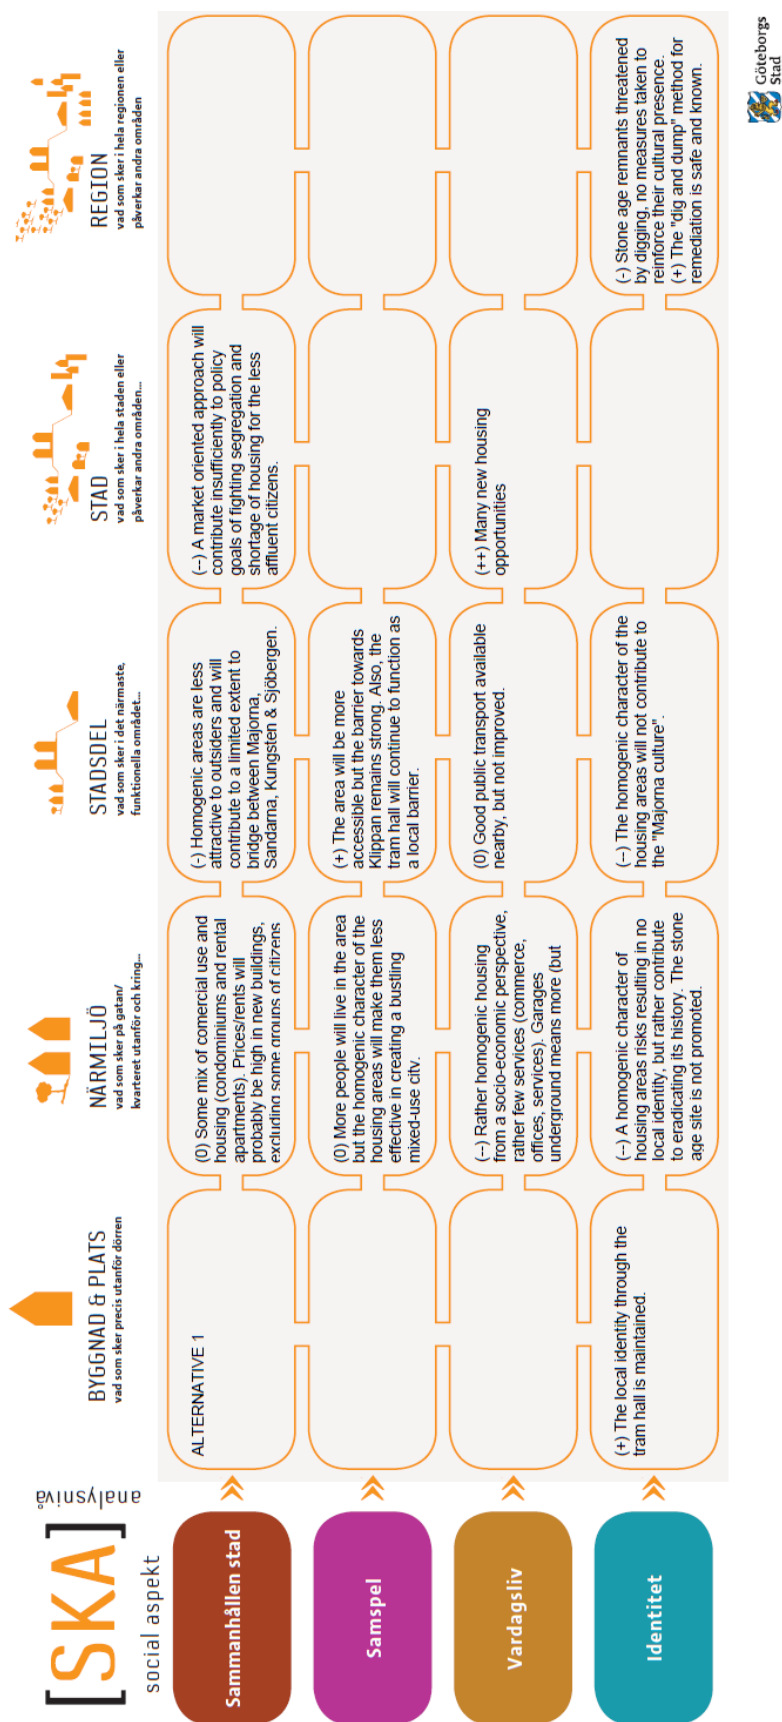 [SKA]
social aspekt
analysnivå
BYGGNAD & PLATS
vad som sker precis utanför dörren
NÄRMILJÖ
vad som sker på gatan/
kvarteret utanför och kring...
STADSDEL
vad som sker i det närmaste,
funktionella området...
STAD
vad som sker i hela staden eller
påverkar andra områden...
REGION
vad som sker i hela regionen eller
påverkar andra områden
Göteborgs
Stad
Sammanhållen stad
ALTERNATIVE 1
(0) Some mix of comercial use and
housing (condominiums and rental
apartments). Prices/rents will
probably be high in new buildings,
excluding some groups of citizens
(-) Homogenic areas are less
attractive to outsiders and will
contribute to a limited extent to
bridge between Majorna,
Sandarna, Kungsten & Sjöbergen.
(--) A market oriented approach will
contribute insufficiently to policy
goals of fighting segregation and
shortage of housing for the less
affluent citizens.
Samspel
(0) More people will live in the area
but the homogenic character of the
housing areas will make them less
effective in creating a bustling
mixed-use city.
(+) The area will be more
accessible but the barrier towards
Klippan remains strong. Also, the
tram hall will continue to function as
a local barrier.
Vardagsliv
(--) Rather homogenic housing
from a socio-economic perspective,
rather few services (commerce,
offices, services). Garages
underground means more (but
(0) Good public transport available
nearby, but not improved.
(++) Many new housing
opportunities
Identitet
(+) The local identity through the
tram hall is maintained.
(--) A homogenic character of
housing areas risks resulting in no
local identity, but rather contribute
to eradicating its history. The stone
age site is not promoted.
(--) The homogenic character of the
housing areas will not contribute to
the "Majorna culture".
(-) Stone age remnants threatened
by digging, no measures taken to
reinforce their cultural presence.
(+) The "dig and dump" method for
remediation is safe and known.